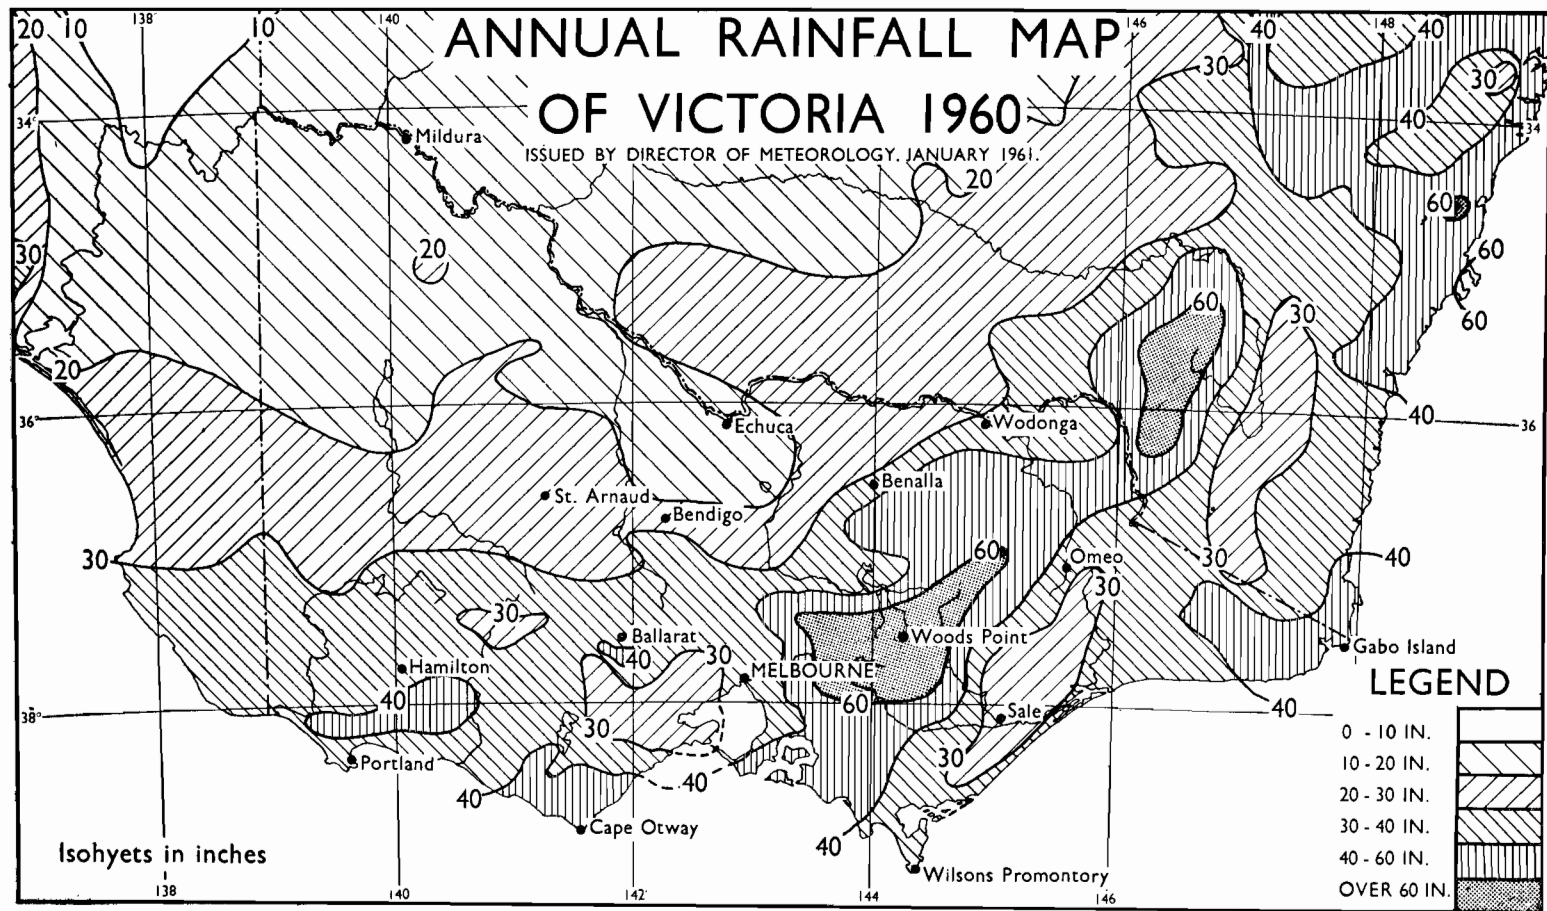 ANNUAL RAINFALL MAP
OF VICTORIA 1960
ISSUED BY DIRECTOR OF METEOROLOGY. JANUARY 1961.
20 10 138° 10 140 146 40 148 40
30 30
34° Mildura 40 34
20
60
30 20 60
60 30 60
20
36° Echuca Wodonga 40 36
St. Arnaud Benalla
Bendigo
30 60 Omeo 30 40
30 30
Ballarat Woods Point
40 30 Gabo Island
Hamilton MELBOURNE
40 60
38° 30 Sale 40
Portland 40 30
40
Cape Otway 40
Wilsons Promontory
Isohyets in inches
138 140 142 144 146
LEGEND
0 - 10 IN.
10 - 20 IN.
20 - 30 IN.
30 - 40 IN.
40 - 60 IN.
OVER 60 IN.